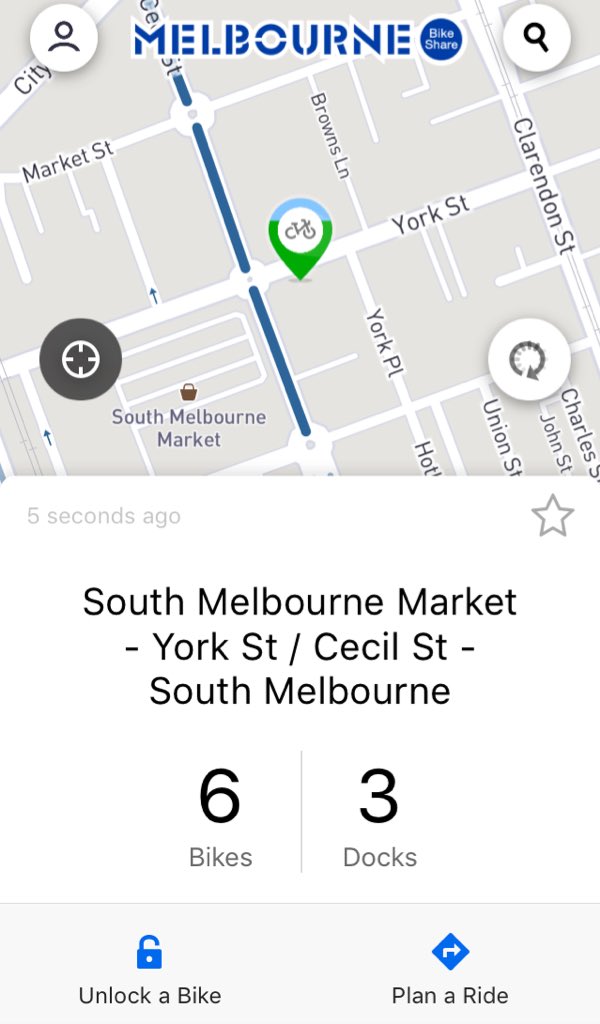 MELBOURNE
Bike
Share
City
St
Market St
Browns Ln
Clarendon St
York St
York Pl
South Melbourne
Market
Union St
John St
Charles S
5 seconds ago
South Melbourne Market
- York St / Cecil St -
South Melbourne
6
3
Bikes
Docks
Unlock a Bike
Plan a Ride